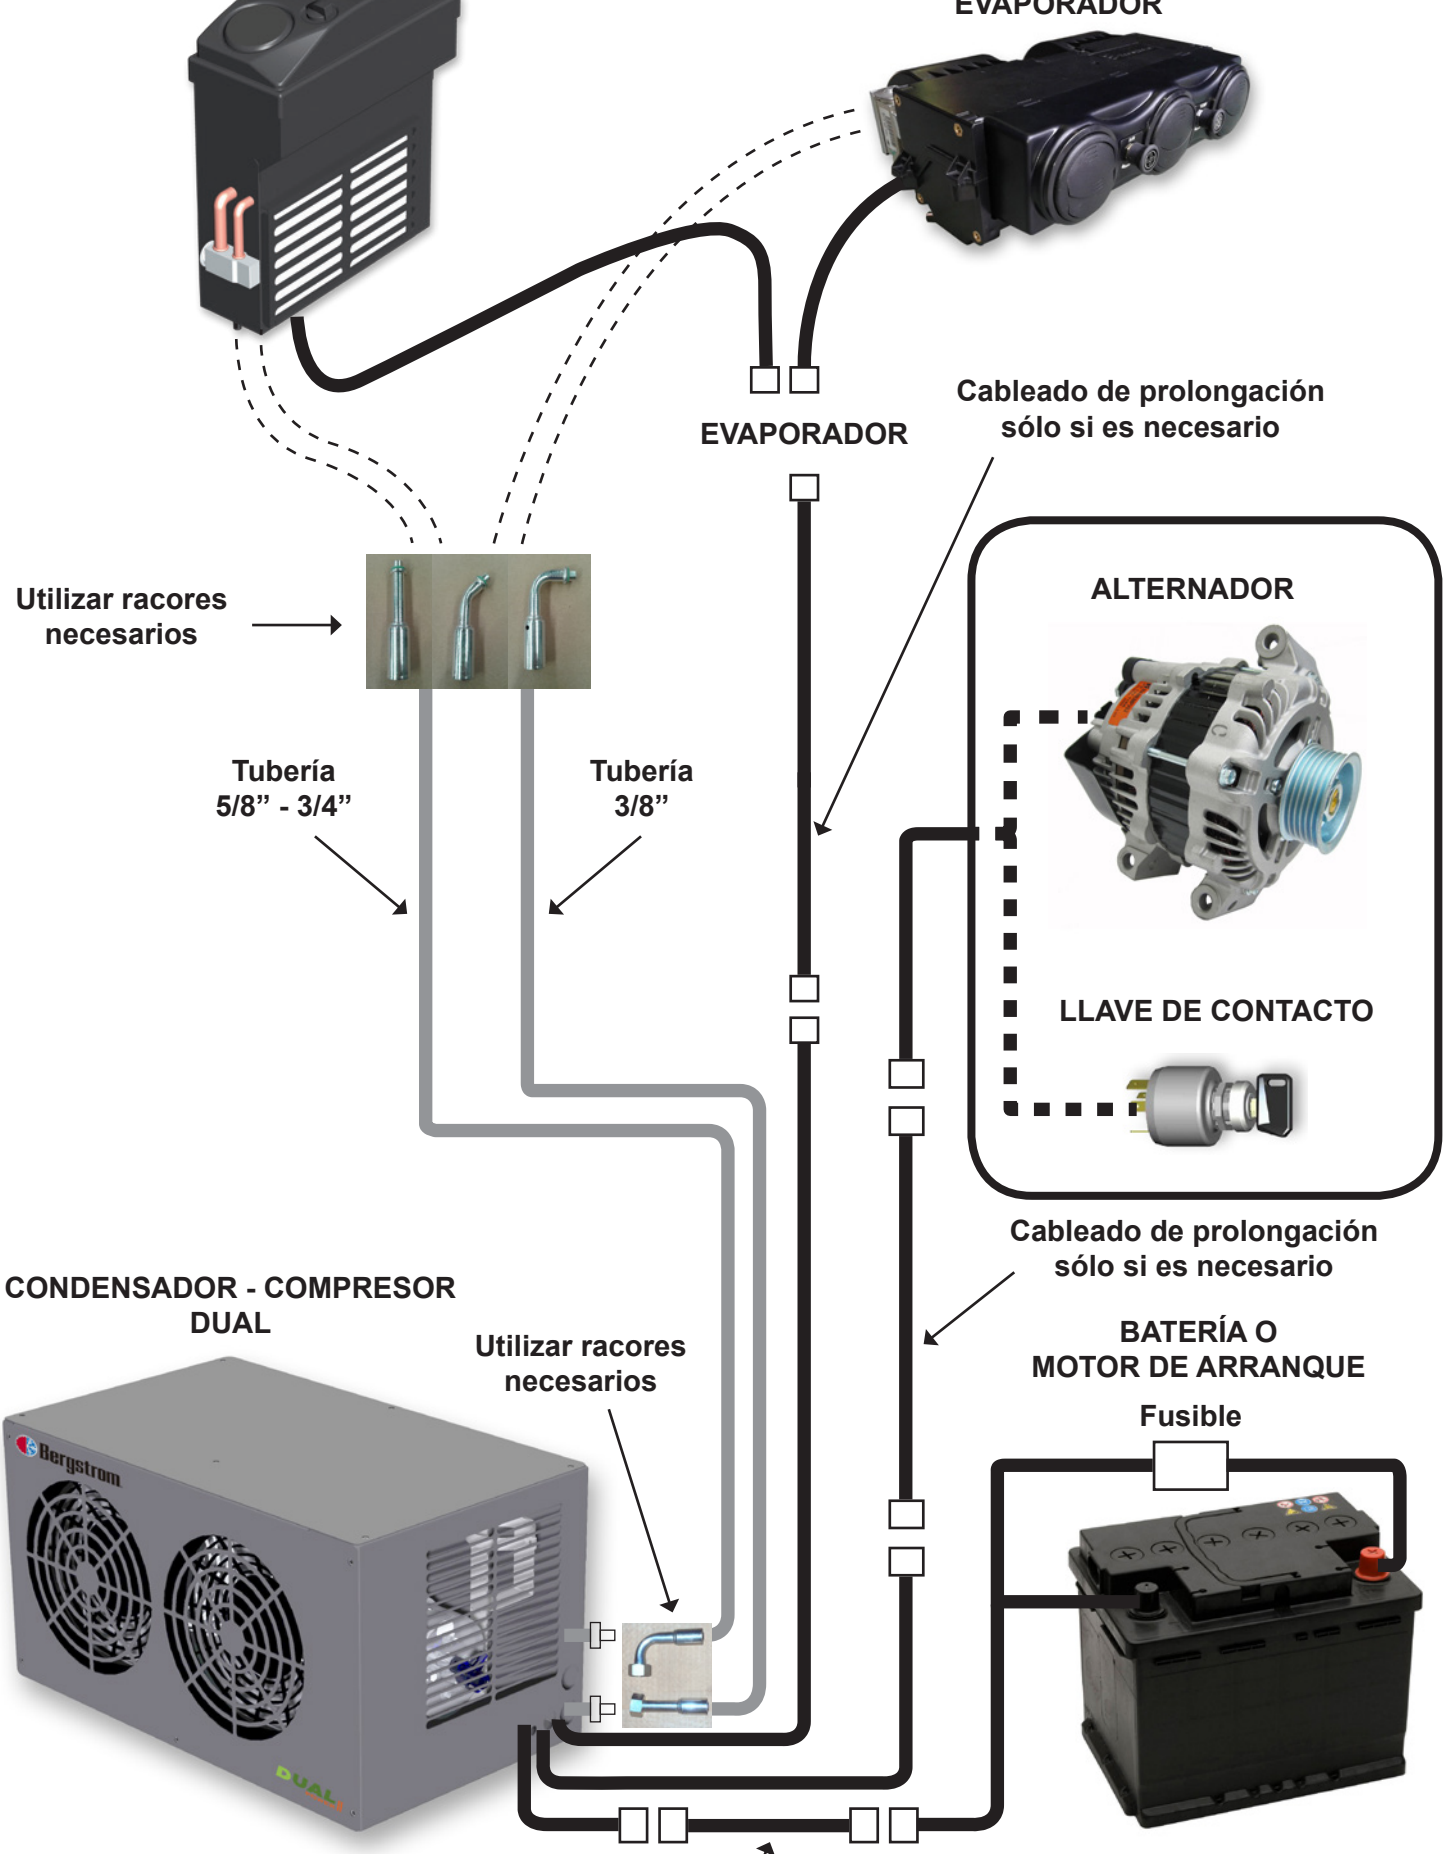 EVAPORADOR
Cableado de prolongación
sólo si es necesario
EVAPORADOR
ALTERNADOR
Utilizar racores
necesarios
Tubería
5/8” - 3/4”
Tubería
3/8”
LLAVE DE CONTACTO
Cableado de prolongación
sólo si es necesario
CONDENSADOR - COMPRESOR
DUAL
BATERÍA O
MOTOR DE ARRANQUE
Utilizar racores
necesarios
Fusible
Bergstrom
DUAL